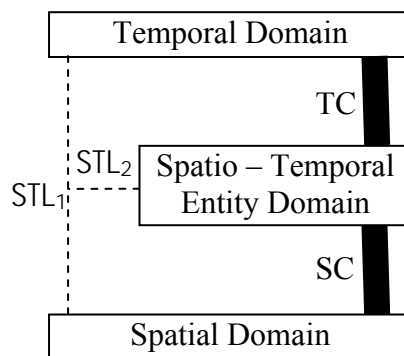 Temporal Domain
TC
STL₂
Spatio – Temporal
STL₁
Entity Domain
SC
Spatial Domain